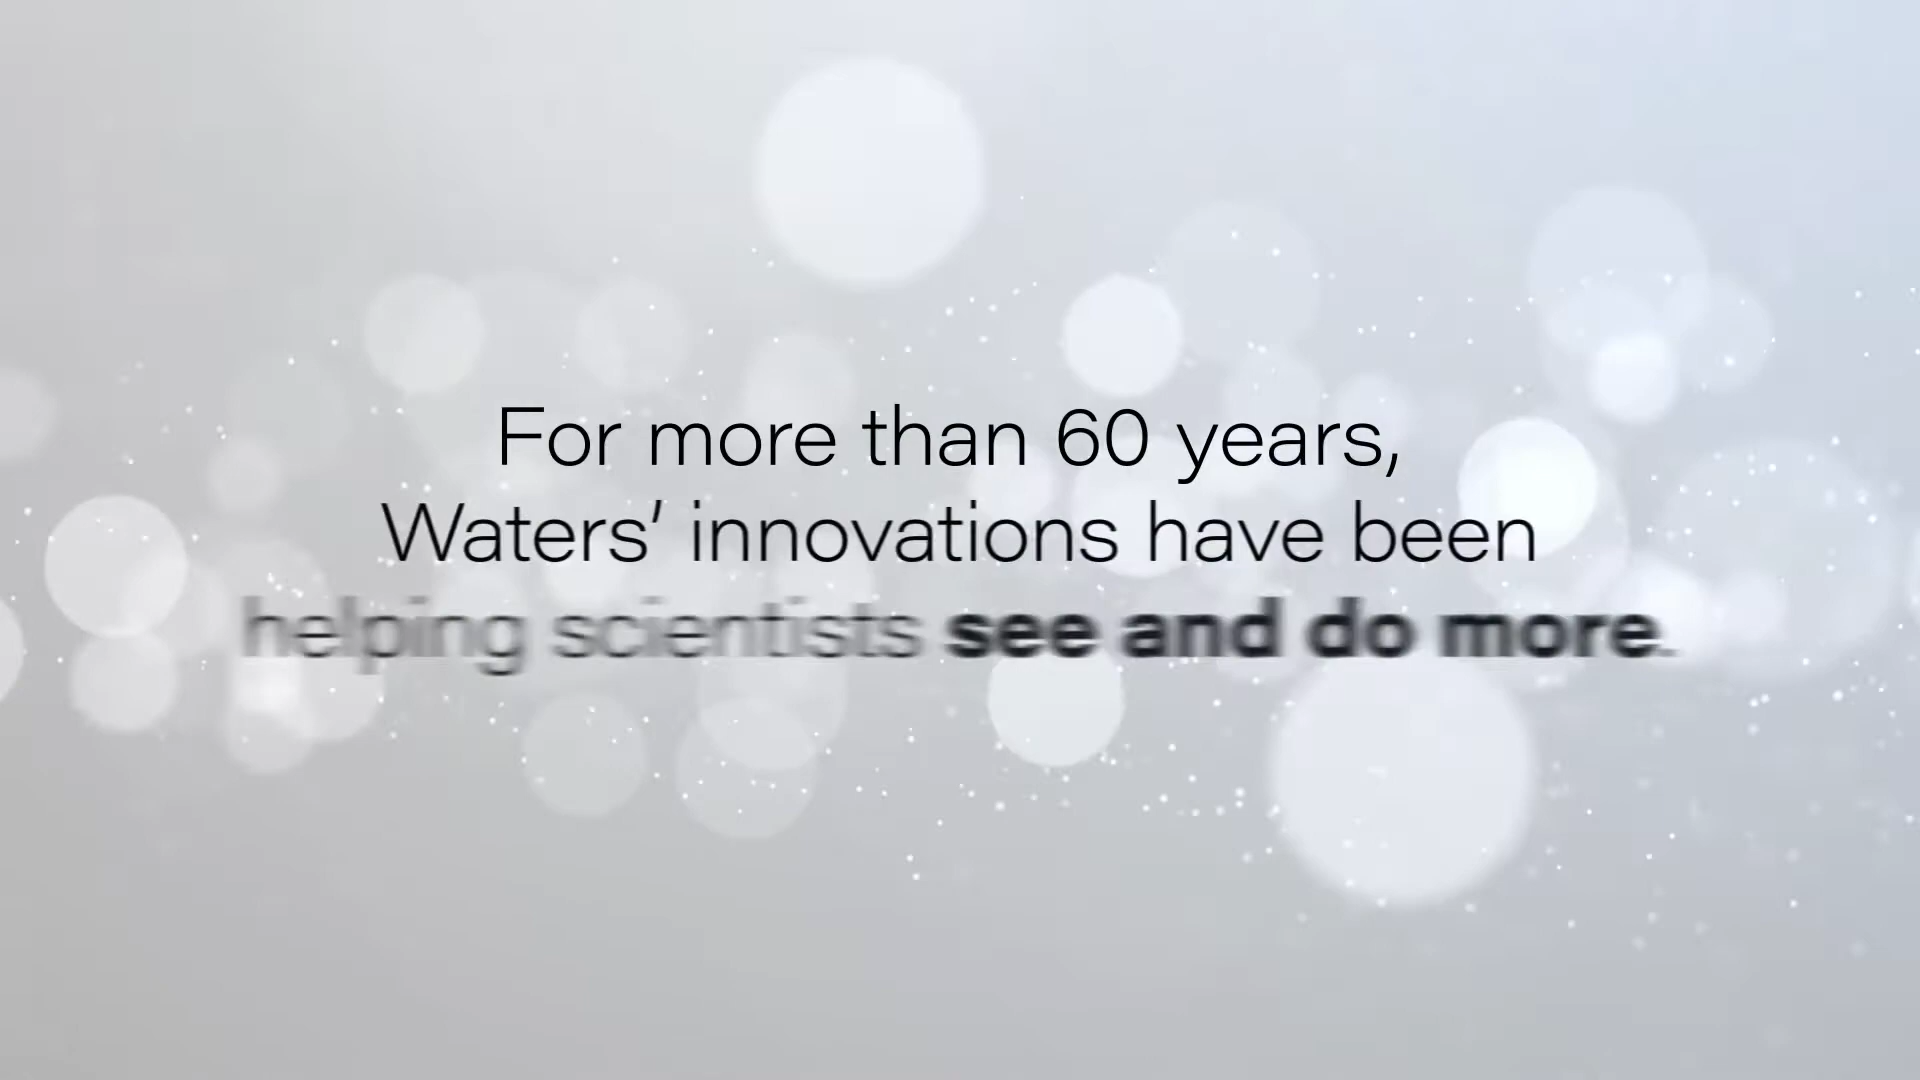 For more than 60 years,
Waters’ innovations have been
helping scientists see and do more.